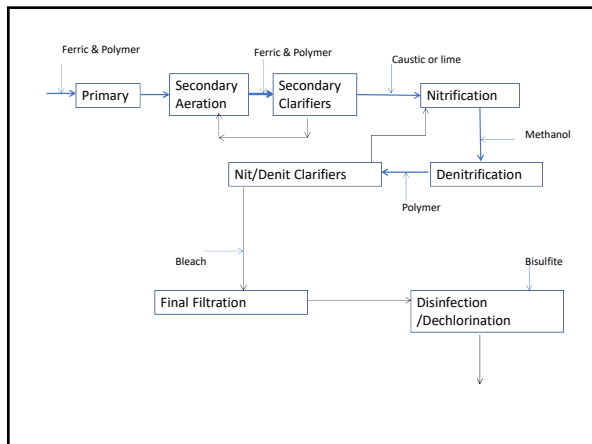 Ferric & Polymer
Ferric & Polymer
Caustic or lime
Primary
Secondary
Aeration
Secondary
Clarifiers
Nitrification
Methanol
Nit/Denit Clarifiers
Denitrification
Polymer
Bleach
Bisulfite
Final Filtration
Disinfection
/Dechlorination